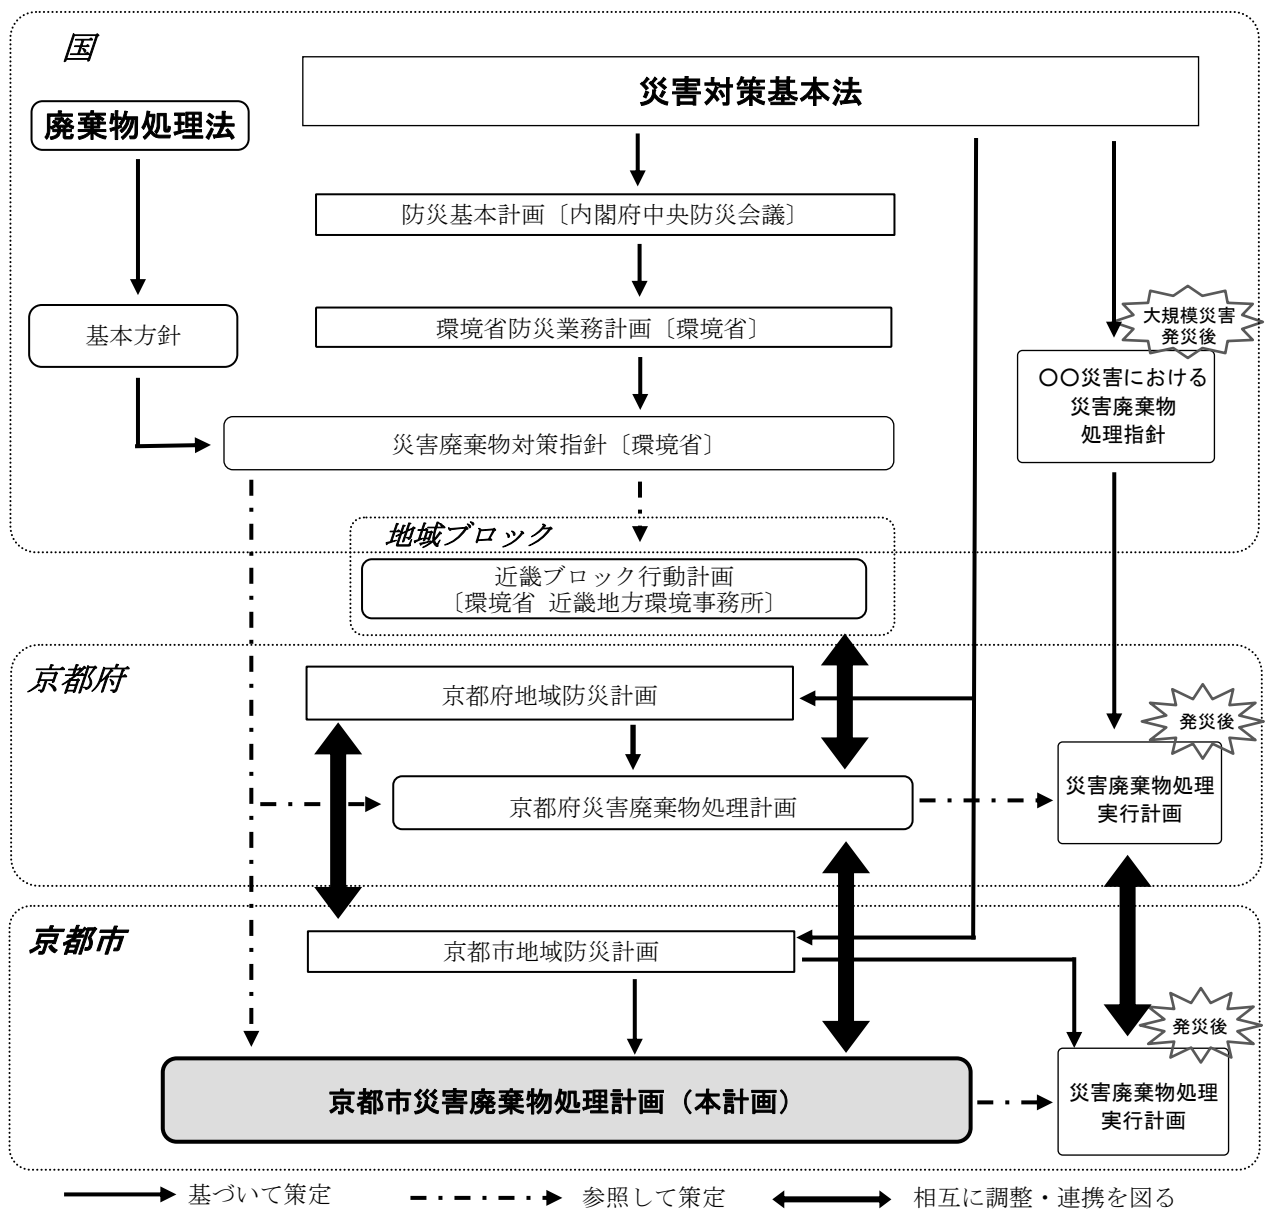 国
災害対策基本法
廃棄物処理法
防災基本計画〔内閣府中央防災会議〕
環境省防災業務計画〔環境省〕
基本方針
大規模災害
発災後
〇〇災害における
災害廃棄物
処理指針
災害廃棄物対策指針〔環境省〕
地域ブロック
近畿ブロック行動計画
〔環境省 近畿地方環境事務所〕
京都府
京都府地域防災計画
発災後
京都府災害廃棄物処理計画
災害廃棄物処理
実行計画
京都市
京都市地域防災計画
発災後
京都市災害廃棄物処理計画（本計画）
災害廃棄物処理
実行計画
基づいて策定
参照して策定
相互に調整・連携を図る